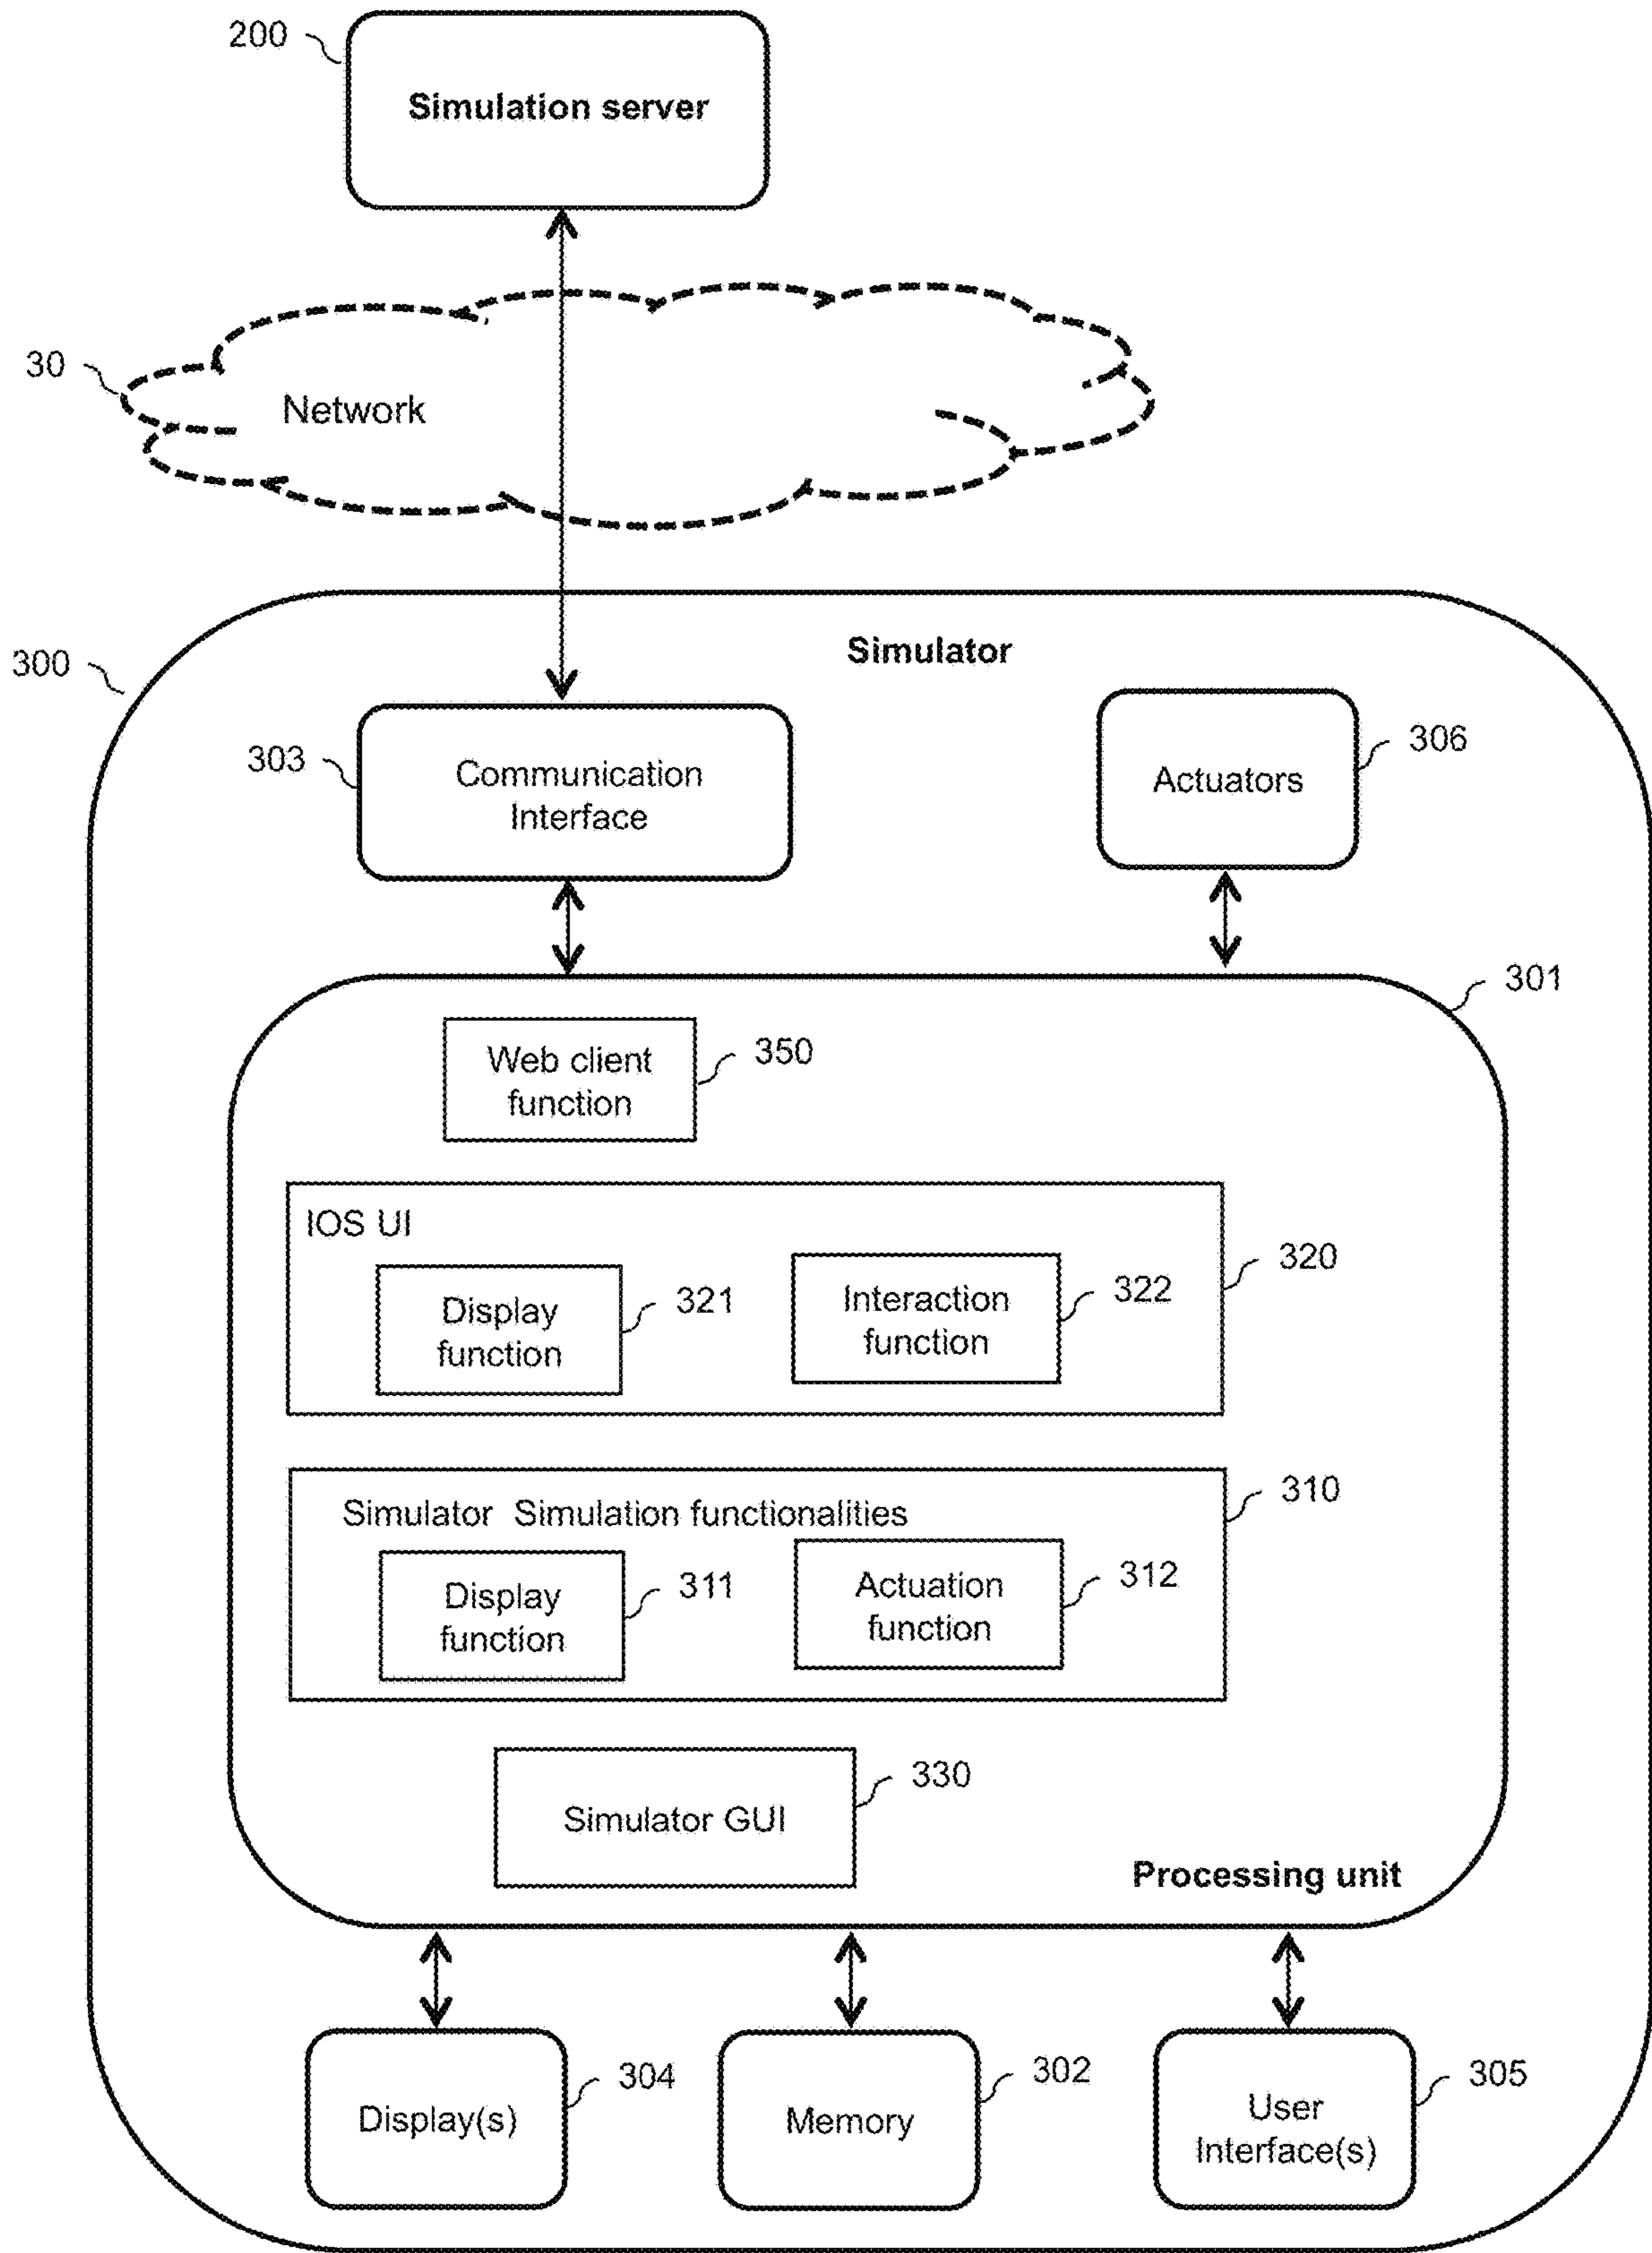 200
Simulation server
30
Network
300
Simulator
303
Communication
Interface
306
Actuators
301
Web client
function
350
IOS UI
320
Display
function
321
Interaction
function
322
310
Simulator Simulation functionalities
Display
function
311
Actuation
function
312
330
Simulator GUI
Processing unit
304
Display(s)
302
Memory
305
User
Interface(s)